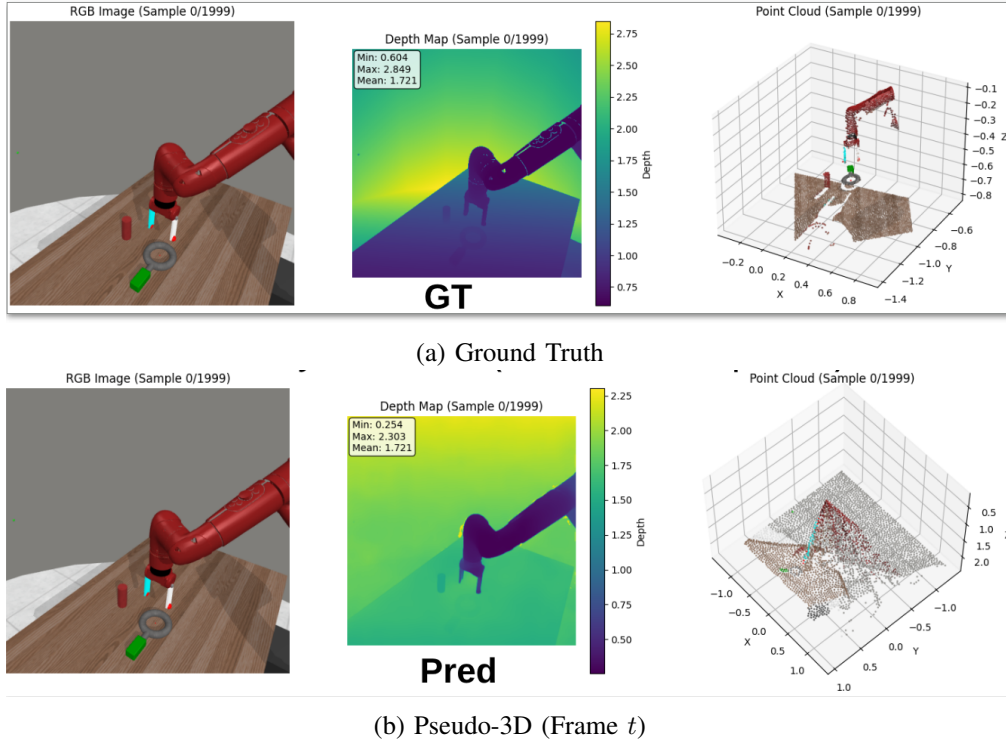 RGB Image (Sample 0/1999)
Depth Map (Sample 0/1999)
Min: 0.604
Max: 2.849
Mean: 1.721
2.75
2.50
2.25
2.00
1.75
1.50
1.25
1.00
0.75
Depth
GT
Point Cloud (Sample 0/1999)
−0.1
−0.2
−0.3
−0.4
−0.5
−0.6
−0.7
−0.8
Z
−0.2
0.0
0.2
0.4
0.6
0.8
X
−0.6
−0.8
−1.0
−1.2
−1.4
Y
(a) Ground Truth
RGB Image (Sample 0/1999)
Depth Map (Sample 0/1999)
Min: 0.254
Max: 2.303
Mean: 1.721
2.25
2.00
1.75
1.50
1.25
1.00
0.75
0.50
Depth
Pred
Point Cloud (Sample 0/1999)
0.5
1.0
1.5
2.0
−1.0
−0.5
0.0
0.5
1.0
X
−1.0
−0.5
0.0
0.5
1.0
Y
(b) Pseudo-3D (Frame t)